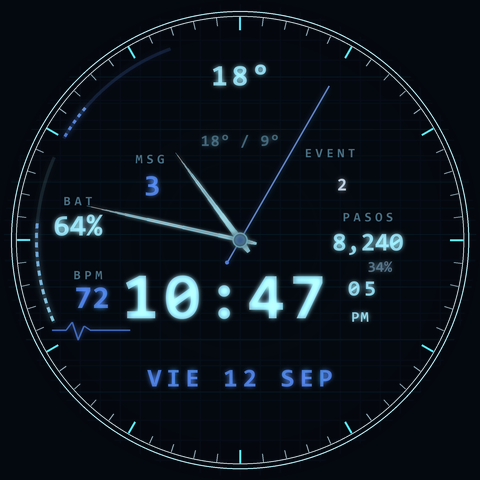 18°
18° / 9°
MSG
3
EVENT
2
BAT
64%
PASOS
8,240
34%
BPM
72
10:47
05
PM
VIE 12 SEP